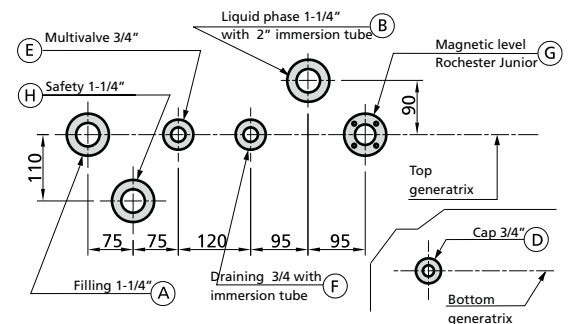 Liquid phase 1-1/4”
with 2” immersion tube
B
Multivalve 3/4”
E
Magnetic level
Rochester Junior
G
H
Safety 1-1/4”
90
110
Top
generatrix
75
75
120
95
95
Cap 3/4”
D
Filling 1-1/4”
A
Draining 3/4 with
immersion tube
F
Bottom
generatrix